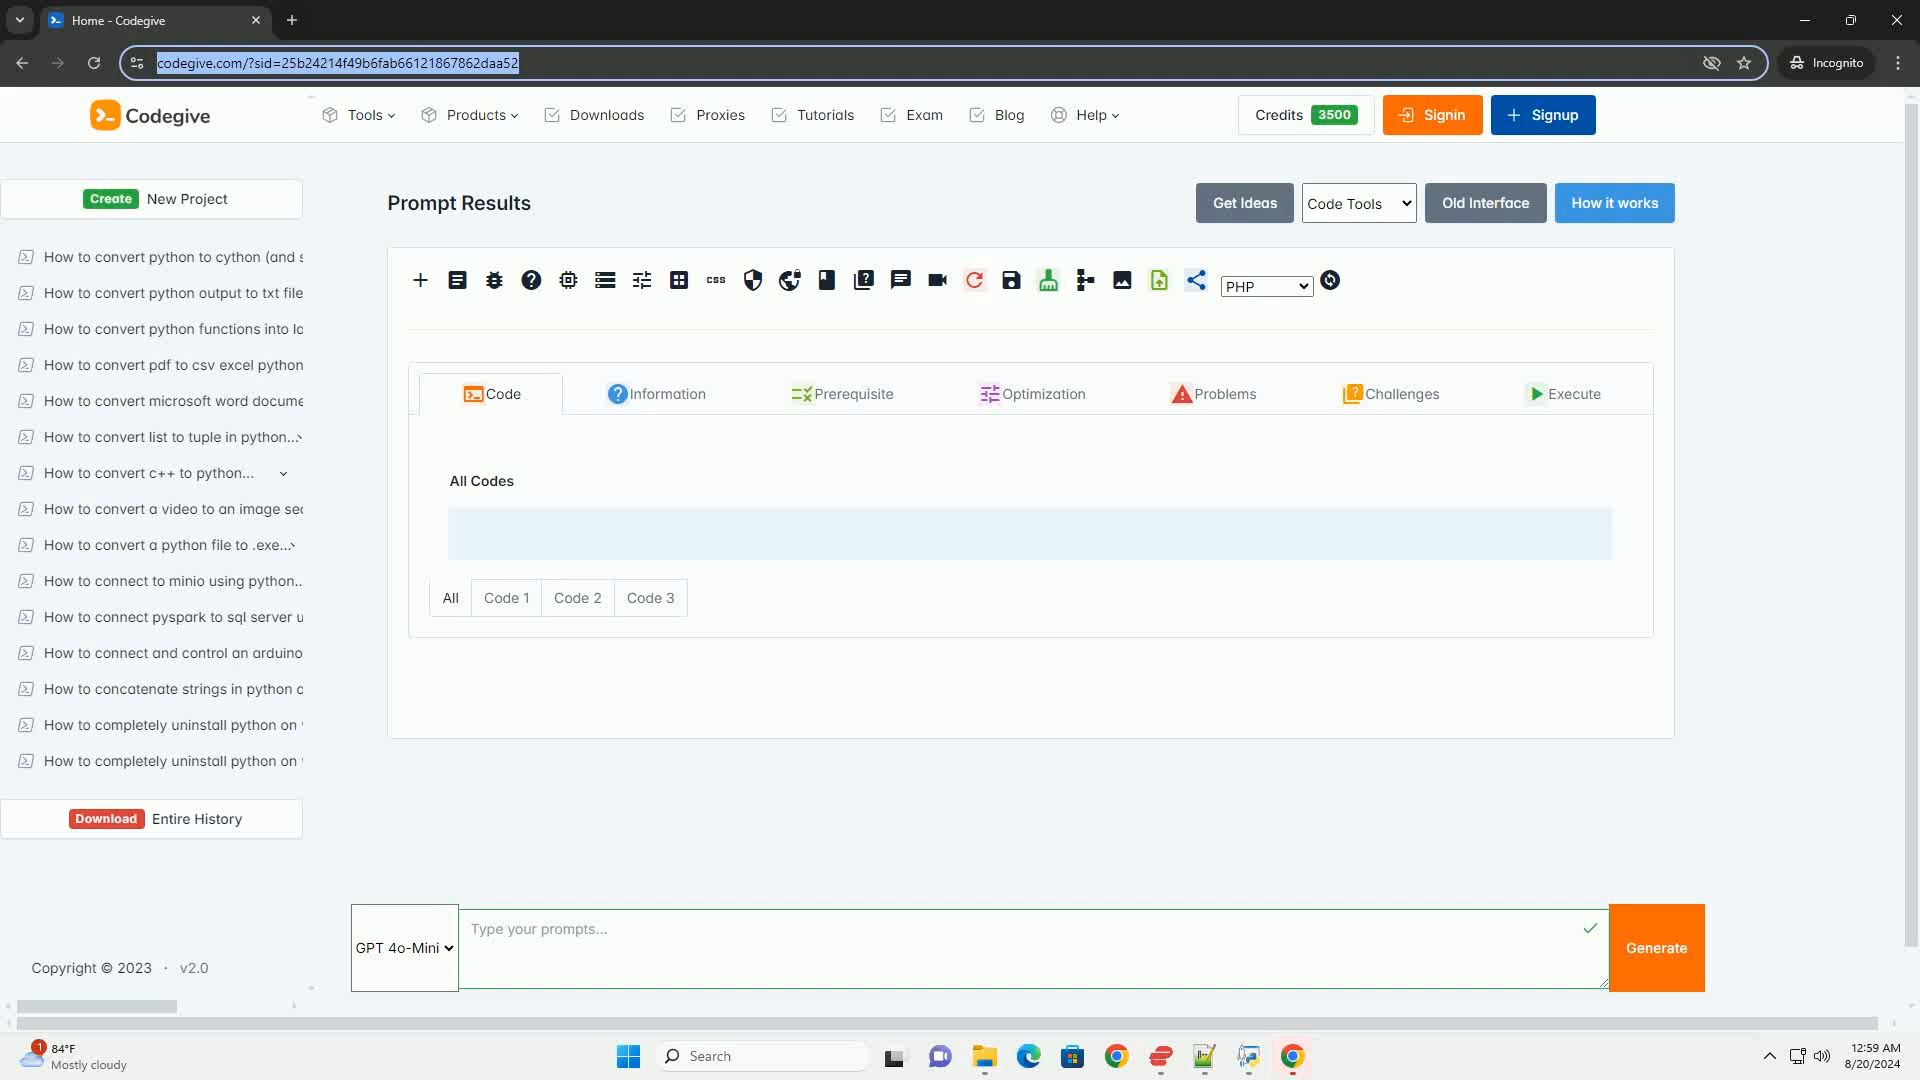 Home - Codegive
codegive.com/?sid=25b24214f49b6fab66121867862daa52
Incognito
Codegive
Tools
Products
Downloads
Proxies
Tutorials
Exam
Blog
Help
Credits 3500
Signin
Signup
Create New Project
Prompt Results
Get Ideas
Code Tools
Old Interface
How it works
How to convert python to cython (and s
How to convert python output to txt file
How to convert python functions into la
How to convert pdf to csv excel python
How to convert microsoft word docume
How to convert list to tuple in python...
How to convert c++ to python...
How to convert a video to an image sec
How to convert a python file to .exe...
How to connect to minio using python...
How to connect pyspark to sql server u
How to connect and control an arduino
How to concatenate strings in python c
How to completely uninstall python on
How to completely uninstall python on
Download Entire History
CSS
PHP
Code
Information
Prerequisite
Optimization
Problems
Challenges
Execute
All Codes
All
Code 1
Code 2
Code 3
GPT 4o-Mini
Type your prompts...
Generate
Copyright © 2023 · v2.0
1
84°F
Mostly cloudy
Search
12:59 AM
8/20/2024